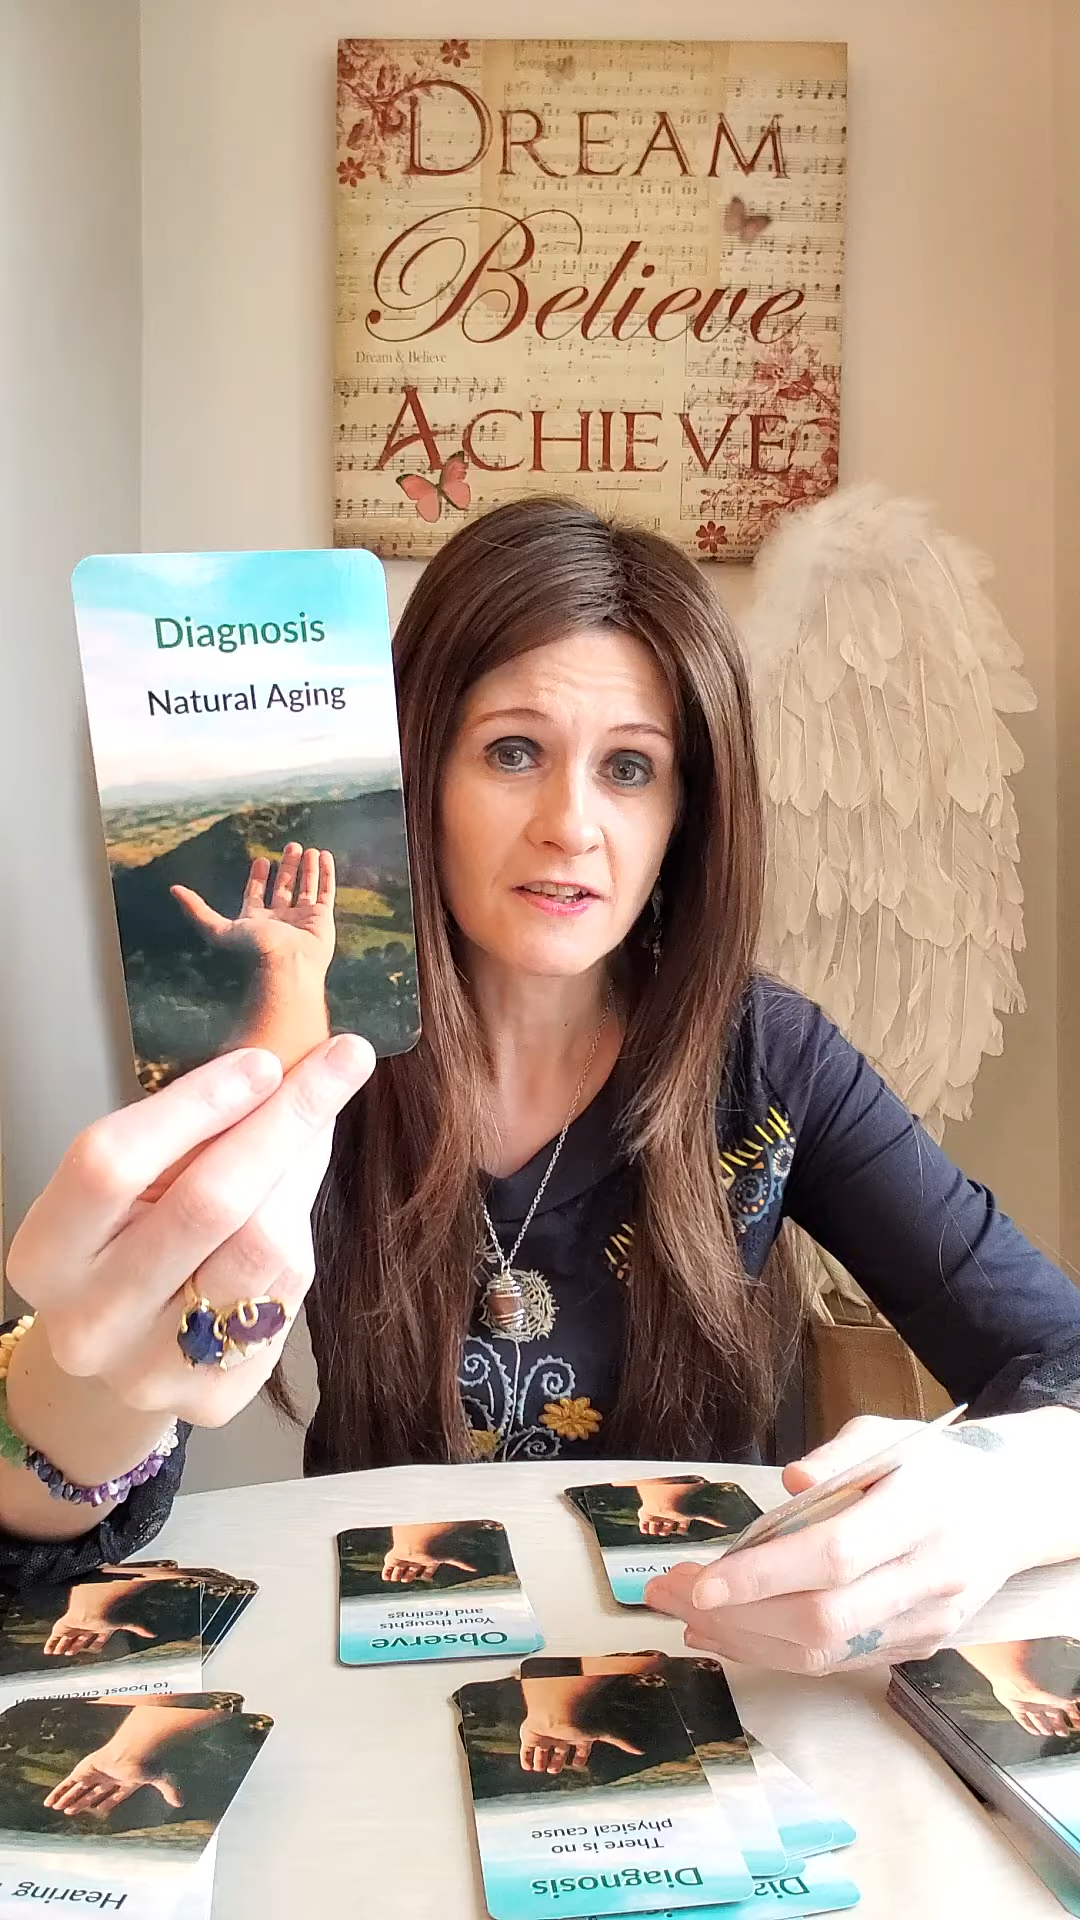 DREAM
Believe
Dream & Believe
ACHIEVE
Diagnosis
Natural Aging
Observe
Your thoughts
and feelings
you
to boost circulation
Hearing
Diagnosis
There is no
physical cause